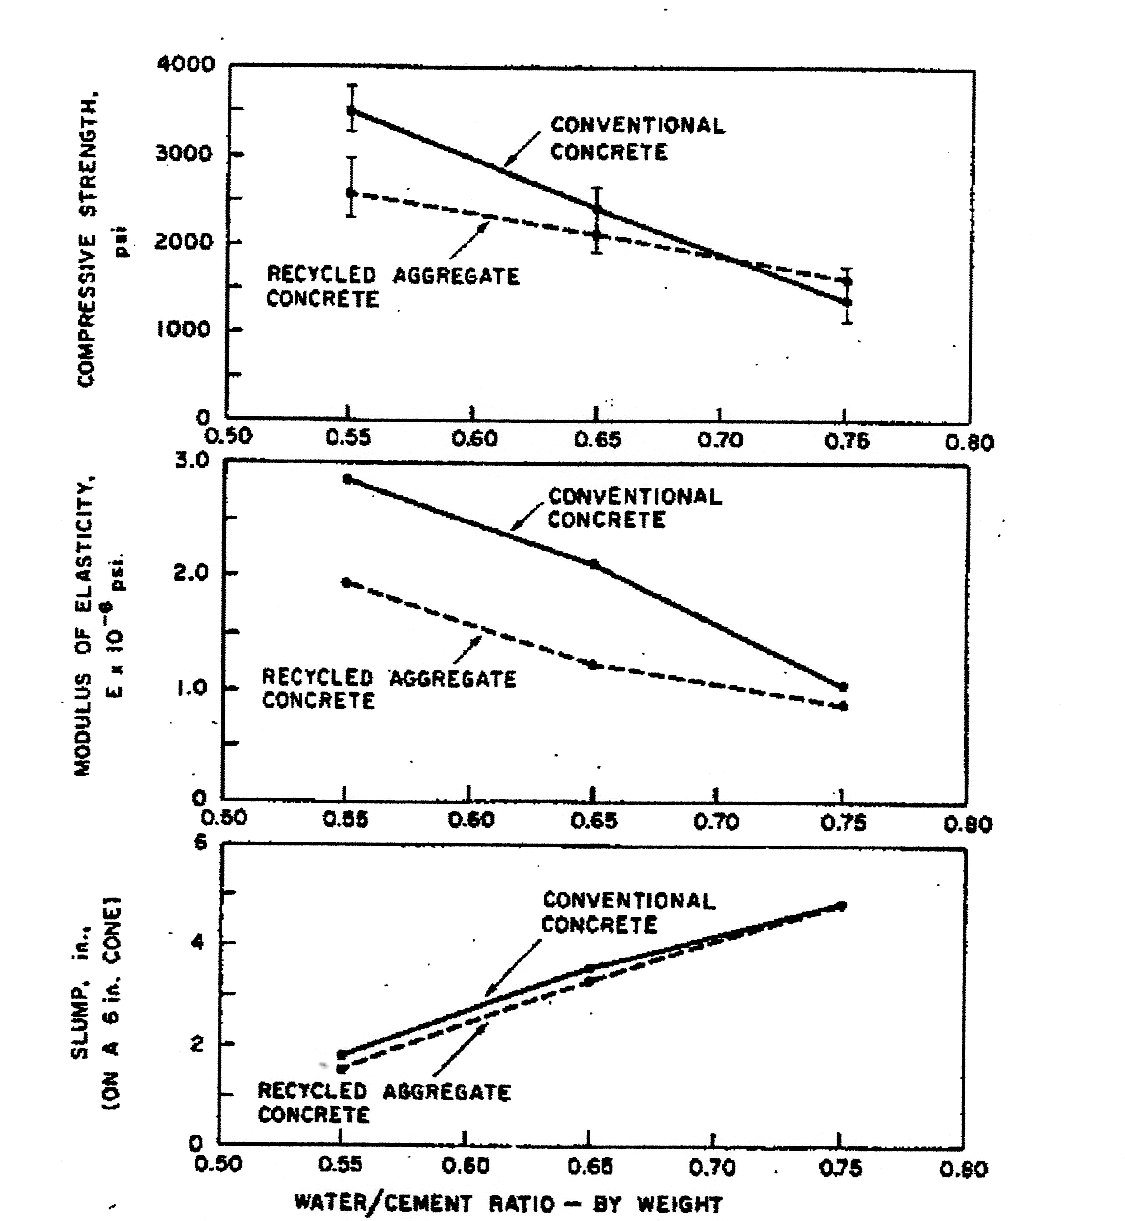 COMPRESSIVE STRENGTH,
psi
4000
3000
2000
1000
0
CONVENTIONAL
CONCRETE
RECYCLED AGGREGATE
CONCRETE
0.50 0.55 0.60 0.65 0.70 0.75 0.80
MODULUS OF ELASTICITY,
E x 10⁻⁶ psi.
3.0
2.0
1.0
0
CONVENTIONAL
CONCRETE
RECYCLED AGGREGATE
CONCRETE
0.50 0.55 0.60 0.65 0.70 0.75 0.80
SLUMP, in.,
(ON A 6 in. CONE)
6
4
2
0
CONVENTIONAL
CONCRETE
RECYCLED AGGREGATE
CONCRETE
0.50 0.55 0.60 0.65 0.70 0.75 0.80
WATER/CEMENT RATIO - BY WEIGHT